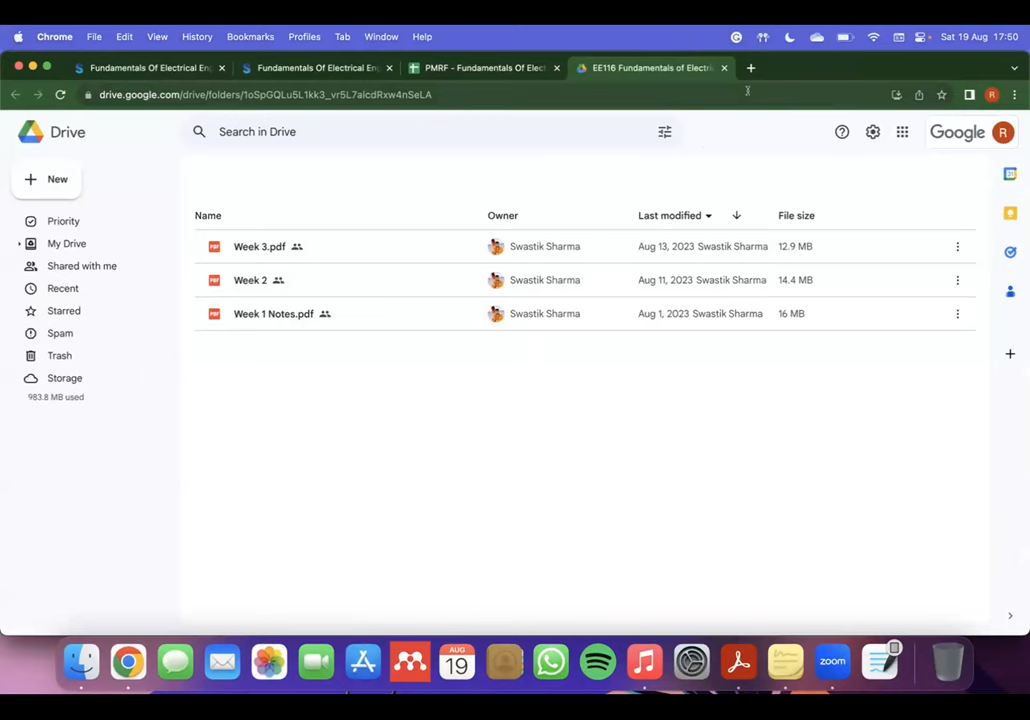 Chrome File Edit View History Bookmarks Profiles Tab Window Help Sat 19 Aug 17:50
Fundamentals Of Electrical En Fundamentals Of Electrical En PMRF - Fundamentals Of Elect EE116 Fundamentals of Electri
drive.google.com/drive/folders/1oSpGQLu5L1kk3_vr5L7alcdRxw4nSeLA R
Drive Search in Drive Google R
New
Priority
My Drive
Shared with me
Recent
Starred
Spam
Trash
Storage
983.8 MB used
Name Owner Last modified File size
PDF Week 3.pdf Swastik Sharma Aug 13, 2023 Swastik Sharma 12.9 MB
PDF Week 2 Swastik Sharma Aug 11, 2023 Swastik Sharma 14.4 MB
PDF Week 1 Notes.pdf Swastik Sharma Aug 1, 2023 Swastik Sharma 16 MB
AUG
19
zoom